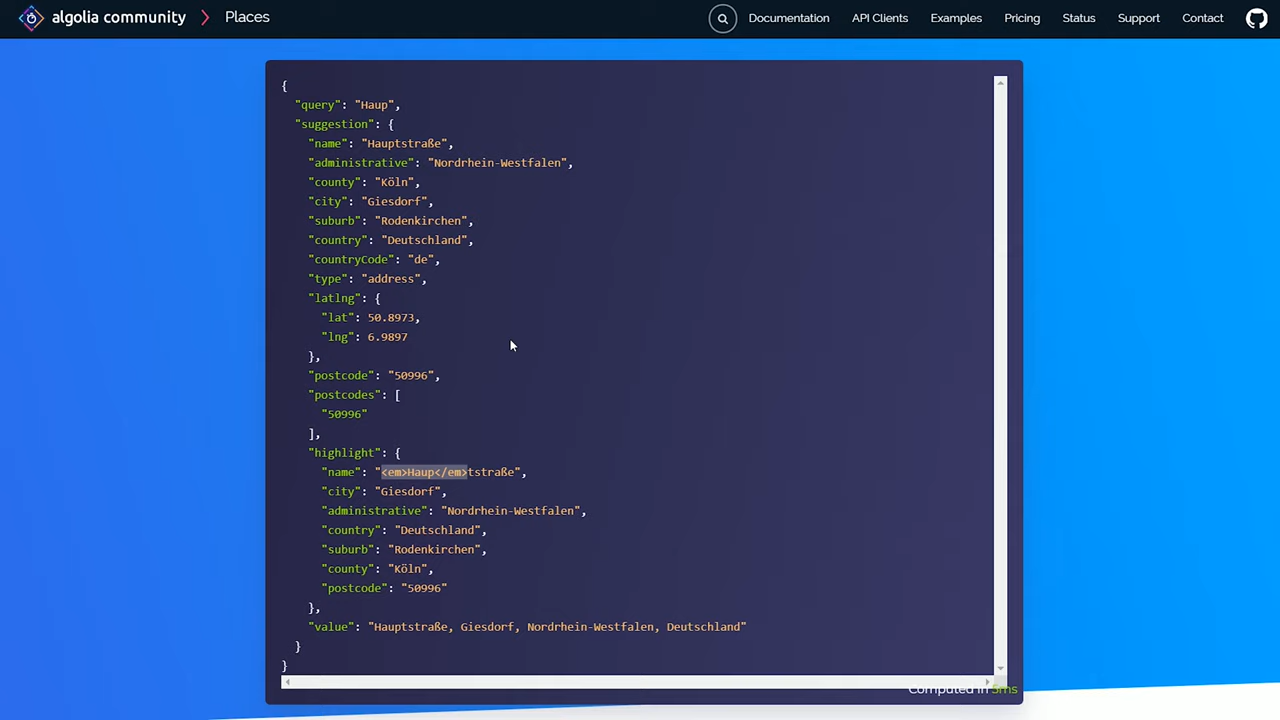 algolia community Places Documentation API Clients Examples Pricing Status Support Contact
{
"query": "Haup",
"suggestion": {
"name": "Hauptstraße",
"administrative": "Nordrhein-Westfalen",
"county": "Köln",
"city": "Giesdorf",
"suburb": "Rodenkirchen",
"country": "Deutschland",
"countryCode": "de",
"type": "address",
"latlng": {
"lat": 50.8973,
"lng": 6.9897
},
"postcode": "50996",
"postcodes": [
"50996"
],
"highlight": {
"name": "<em>Haup</em>tstraße",
"city": "Giesdorf",
"administrative": "Nordrhein-Westfalen",
"country": "Deutschland",
"suburb": "Rodenkirchen",
"county": "Köln",
"postcode": "50996"
},
"value": "Hauptstraße, Giesdorf, Nordrhein-Westfalen, Deutschland"
}
}
Computed in 5ms